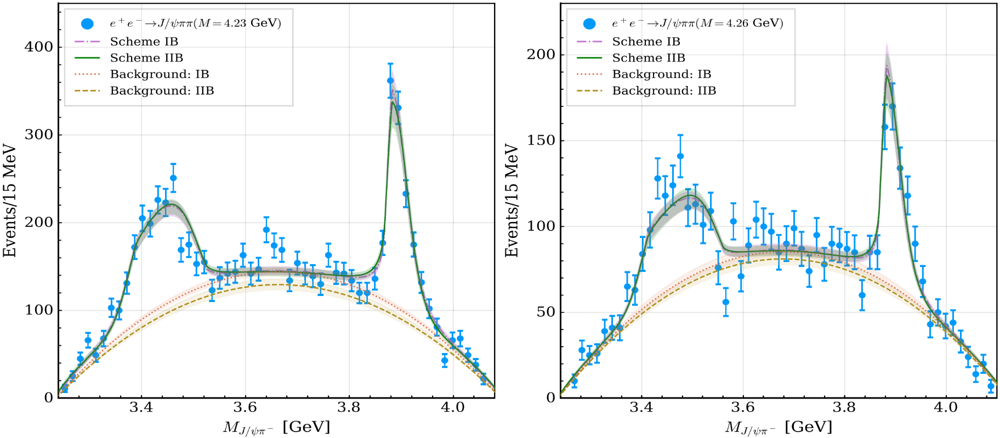 e⁺e⁻→J/ψππ(M=4.23 GeV)
Scheme IB
Scheme IIB
Background: IB
Background: IIB
400
300
200
100
0
3.4 3.6 3.8 4.0
Events/15 MeV
M_{J/ψπ⁻} [GeV]
e⁺e⁻→J/ψππ(M=4.26 GeV)
Scheme IB
Scheme IIB
Background: IB
Background: IIB
200
150
100
50
0
3.4 3.6 3.8 4.0
Events/15 MeV
M_{J/ψπ⁻} [GeV]